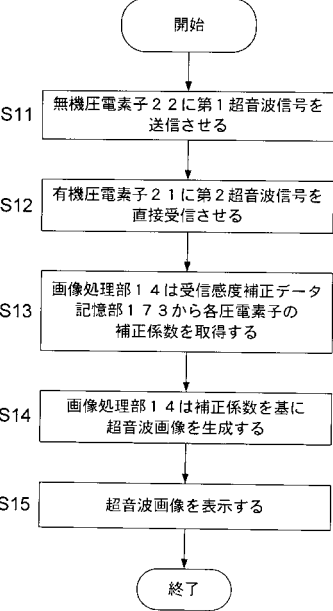 開始
S11
無機圧電素子22に第1超音波信号を
送信させる
S12
有機圧電素子21に第2超音波信号を
直接受信させる
S13
画像処理部14は受信感度補正データ
記憶部173から各圧電素子の
補正係数を取得する
S14
画像処理部14は補正係数を基に
超音波画像を生成する
S15
超音波画像を表示する
終了